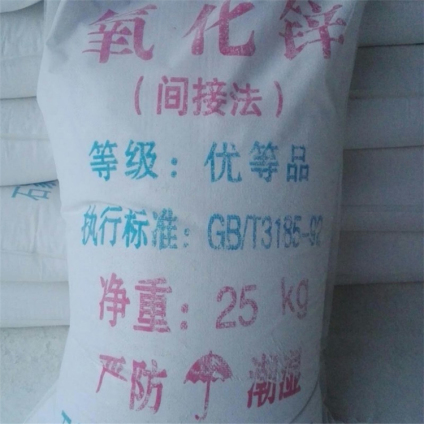 氧化锌
（间接法）
等级：优等品
执行标准：GB/T3185-92
净重：25 kg
严防 潮湿